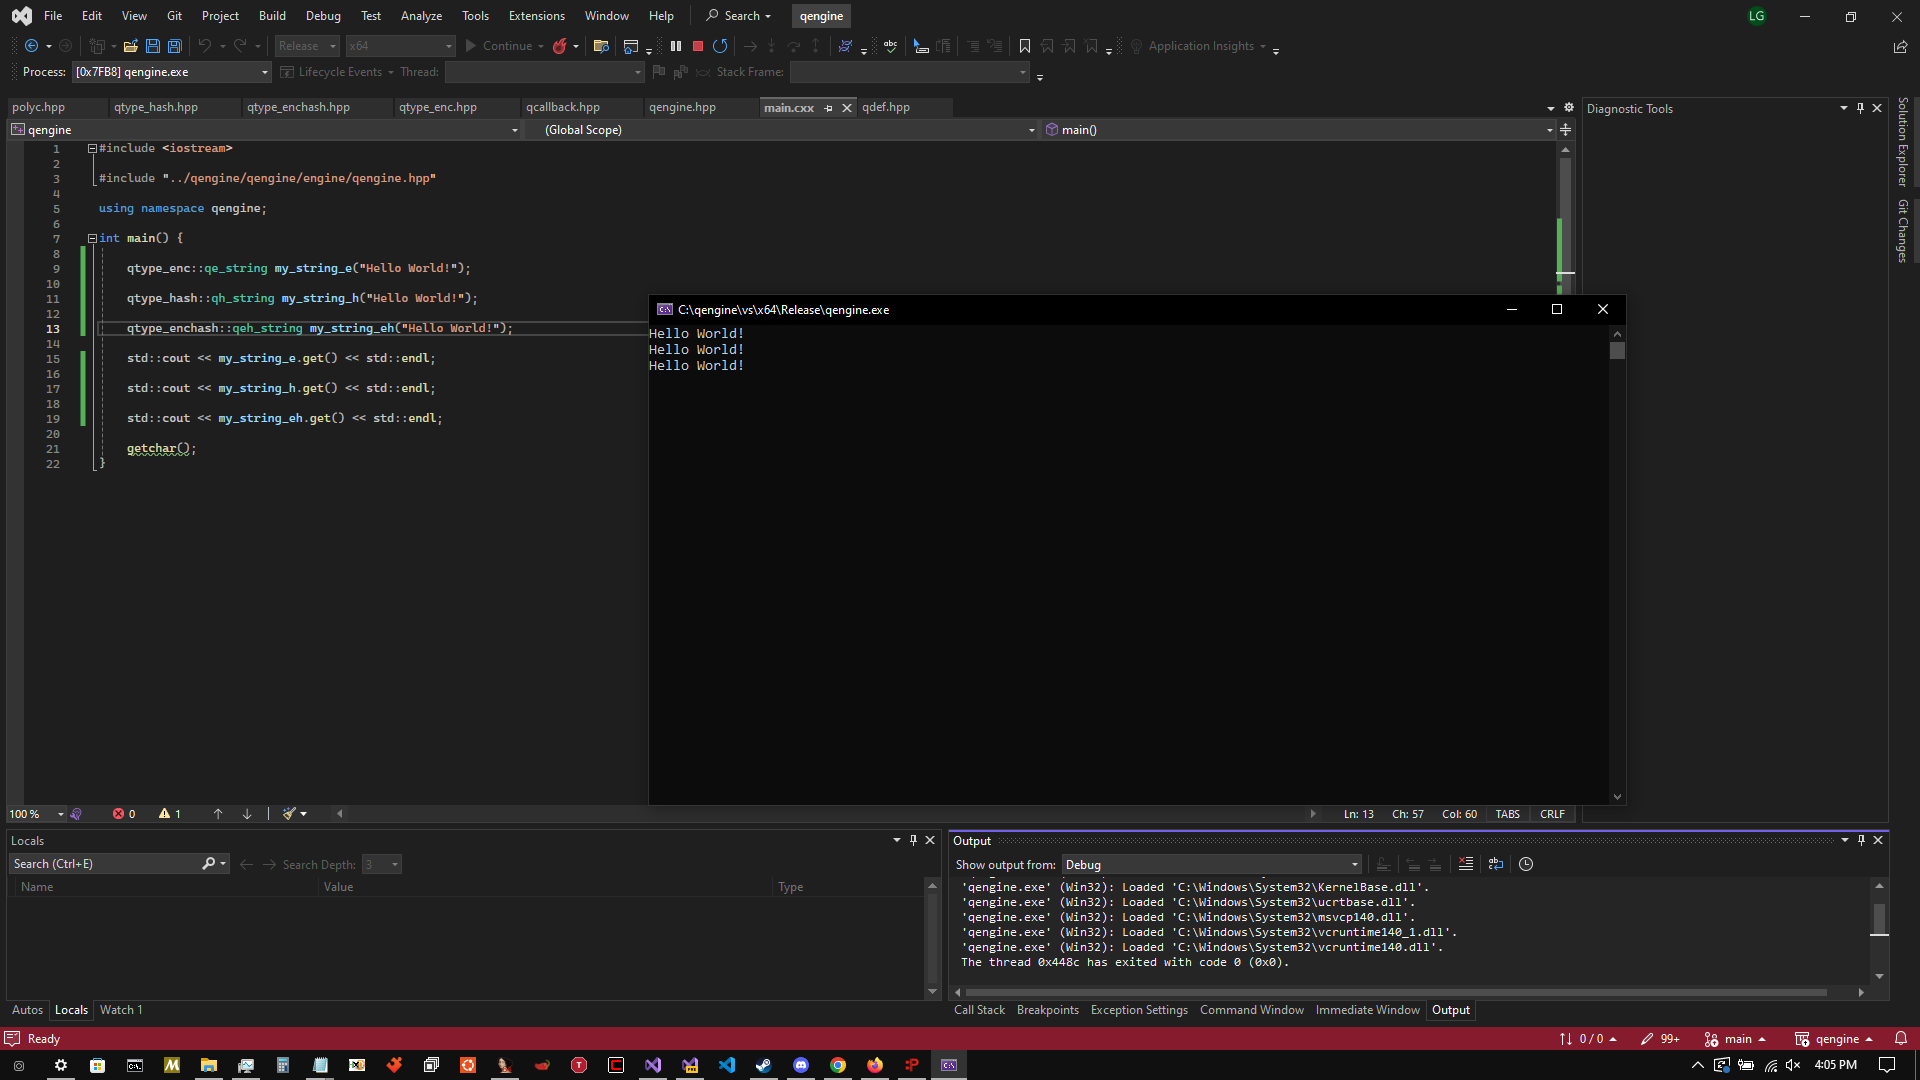 File Edit View Git Project Build Debug Test Analyze Tools Extensions Window Help Search qengine LG
Release x64 Continue Application Insights
Process: [0x7FB8] qengine.exe Lifecycle Events Thread: Stack Frame:
polyc.hpp qtype_hash.hpp qtype_enchash.hpp qtype_enc.hpp qcallback.hpp qengine.hpp main.cxx qdef.hpp
Diagnostic Tools
Solution Explorer
Git Changes
qengine (Global Scope) main()
1 #include <iostream>
2
3 #include "../qengine/qengine/engine/qengine.hpp"
4
5 using namespace qengine;
6
7 int main() {
8
9 qtype_enc::qe_string my_string_e("Hello World!");
10
11 qtype_hash::qh_string my_string_h("Hello World!");
12
13 qtype_enchash::qeh_string my_string_eh("Hello World!");
14
15 std::cout << my_string_e.get() << std::endl;
16
17 std::cout << my_string_h.get() << std::endl;
18
19 std::cout << my_string_eh.get() << std::endl;
20
21 getchar();
22 }
C:\qengine\vs\x64\Release\qengine.exe
Hello World!
Hello World!
Hello World!
100 % 0 1 Ln: 13 Ch: 57 Col: 60 TABS CRLF
Locals
Search (Ctrl+E) Search Depth: 3
Name Value Type
Autos Locals Watch 1
Output
Show output from: Debug
'qengine.exe' (Win32): Loaded 'C:\Windows\System32\KernelBase.dll'.
'qengine.exe' (Win32): Loaded 'C:\Windows\System32\ucrtbase.dll'.
'qengine.exe' (Win32): Loaded 'C:\Windows\System32\msvcp140.dll'.
'qengine.exe' (Win32): Loaded 'C:\Windows\System32\vcruntime140_1.dll'.
'qengine.exe' (Win32): Loaded 'C:\Windows\System32\vcruntime140.dll'.
The thread 0x448c has exited with code 0 (0x0).
Call Stack Breakpoints Exception Settings Command Window Immediate Window Output
Ready 0 / 0 99+ main qengine
4:05 PM